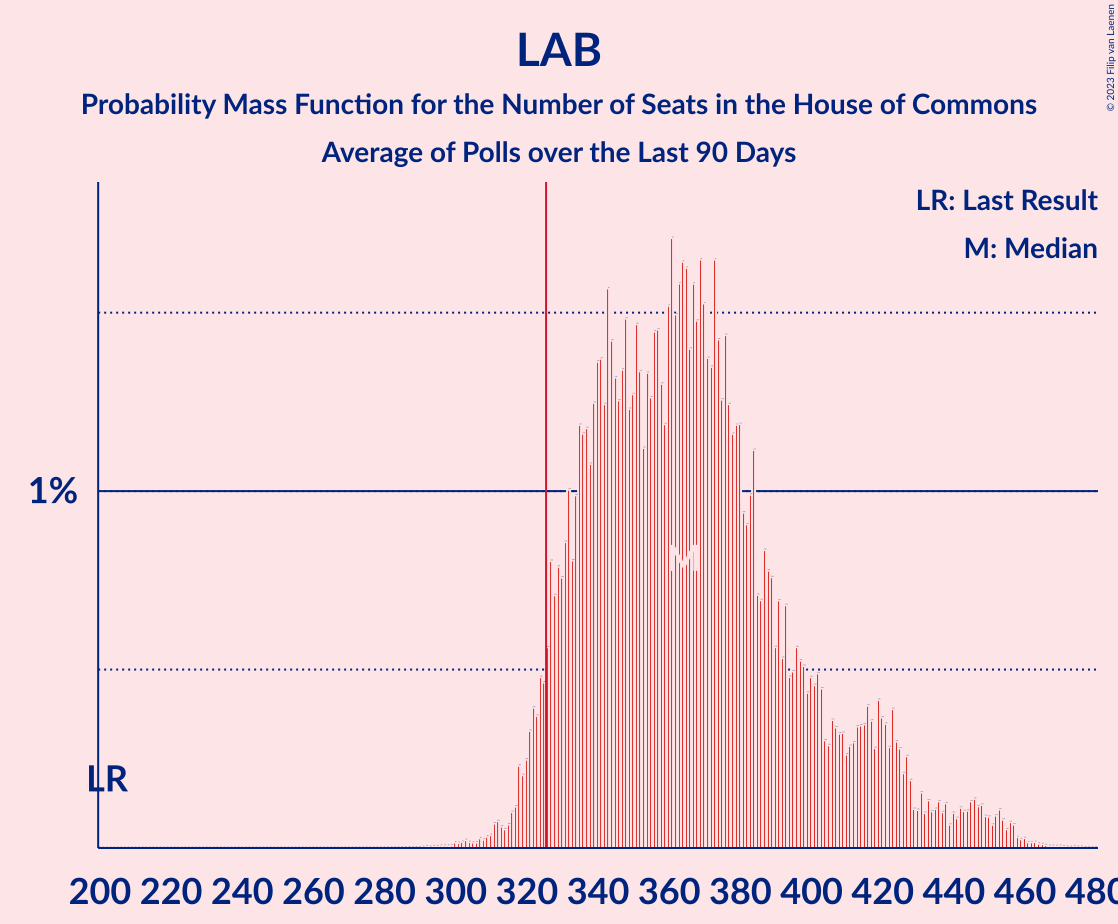 LAB
Probability Mass Function for the Number of Seats in the House of Commons
Average of Polls over the Last 90 Days
© 2023 Filip van Laenen
LR: Last Result
M: Median
1%
M
LR
200 220 240 260 280 300 320 340 360 380 400 420 440 460 480